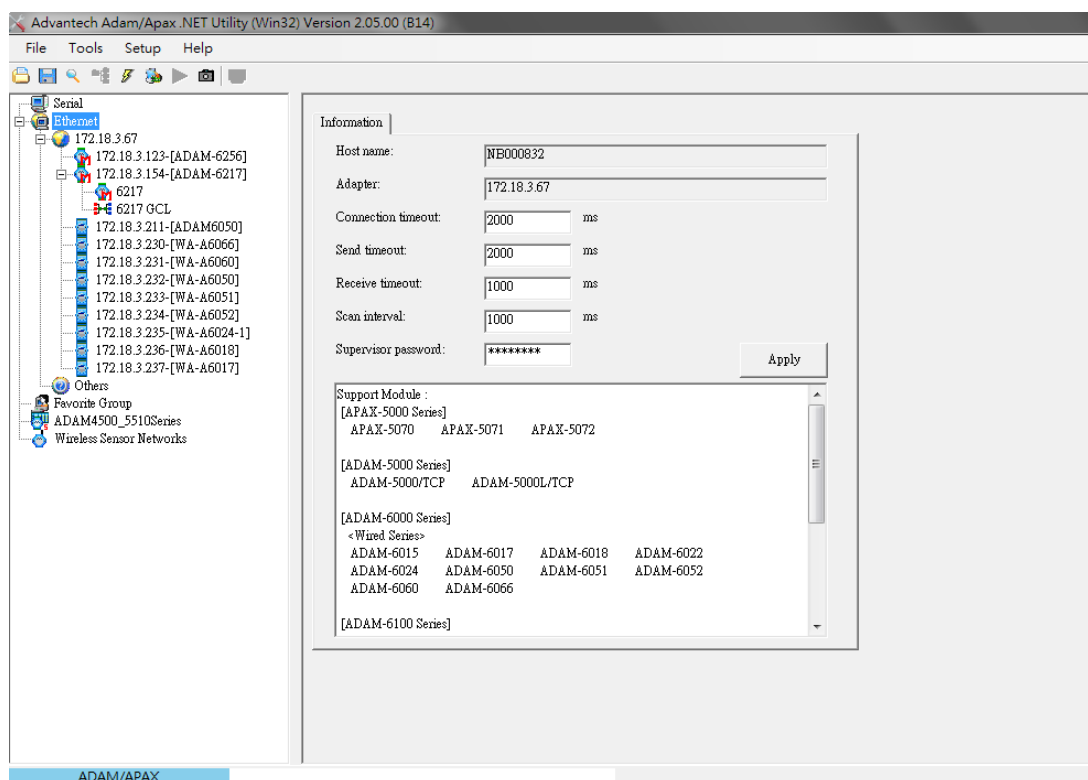 Advantech Adam/Apax .NET Utility (Win32) Version 2.05.00 (B14)
File Tools Setup Help
Serial
Ethernet
172.18.3.67
172.18.3.123-[ADAM-6256]
172.18.3.154-[ADAM-6217]
6217
6217 GCL
172.18.3.211-[ADAM6050]
172.18.3.230-[WA-A6066]
172.18.3.231-[WA-A6060]
172.18.3.232-[WA-A6050]
172.18.3.233-[WA-A6051]
172.18.3.234-[WA-A6052]
172.18.3.235-[WA-A6024-1]
172.18.3.236-[WA-A6018]
172.18.3.237-[WA-A6017]
Others
Favorite Group
ADAM4500_5510Series
Wireless Sensor Networks
Information
Host name: NB000832
Adapter: 172.18.3.67
Connection timeout: 2000 ms
Send timeout: 2000 ms
Receive timeout: 1000 ms
Scan interval: 1000 ms
Supervisor password: ********
Apply
Support Module :
[APAX-5000 Series]
APAX-5070 APAX-5071 APAX-5072
[ADAM-5000 Series]
ADAM-5000/TCP ADAM-5000L/TCP
[ADAM-6000 Series]
<Wired Series>
ADAM-6015 ADAM-6017 ADAM-6018 ADAM-6022
ADAM-6024 ADAM-6050 ADAM-6051 ADAM-6052
ADAM-6060 ADAM-6066
[ADAM-6100 Series]
ADAM/APAX